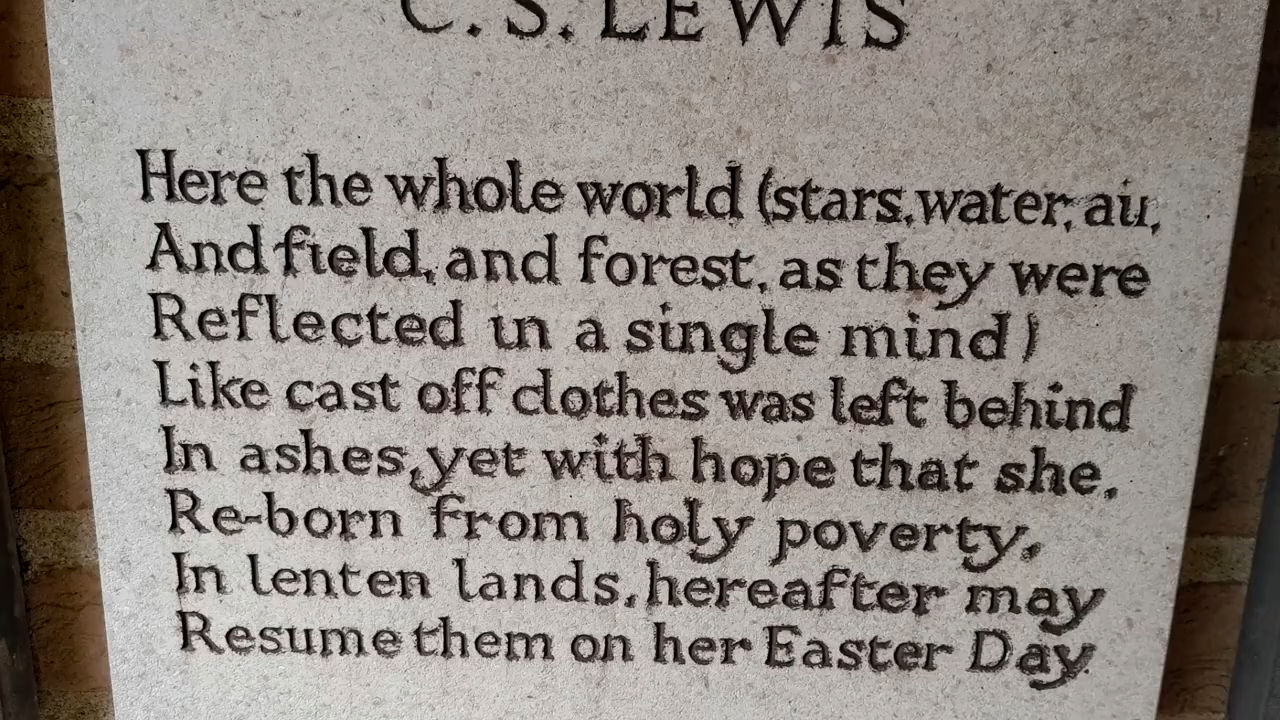 C. S. LEWIS
Here the whole world (stars, water, air,
And field, and forest, as they were
Reflected in a single mind)
Like cast off clothes was left behind
In ashes, yet with hope that she,
Re-born from holy poverty,
In lenten lands, hereafter may
Resume them on her Easter Day.